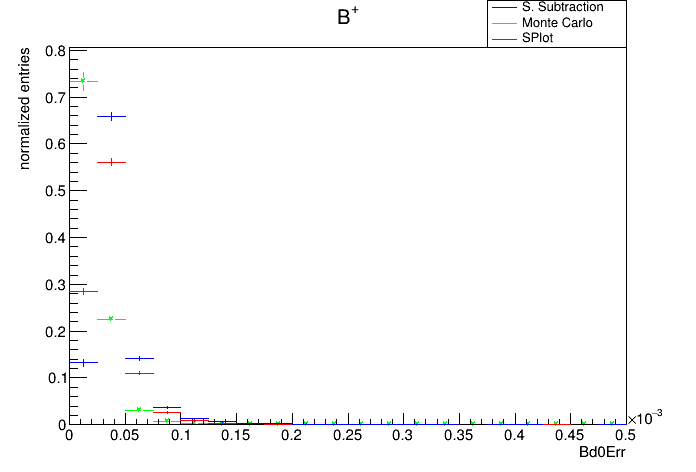 B+
S. Subtraction
Monte Carlo
SPlot
normalized entries
0.8
0.7
0.6
0.5
0.4
0.3
0.2
0.1
0
0 0.05 0.1 0.15 0.2 0.25 0.3 0.35 0.4 0.45 0.5
×10−3
Bd0Err